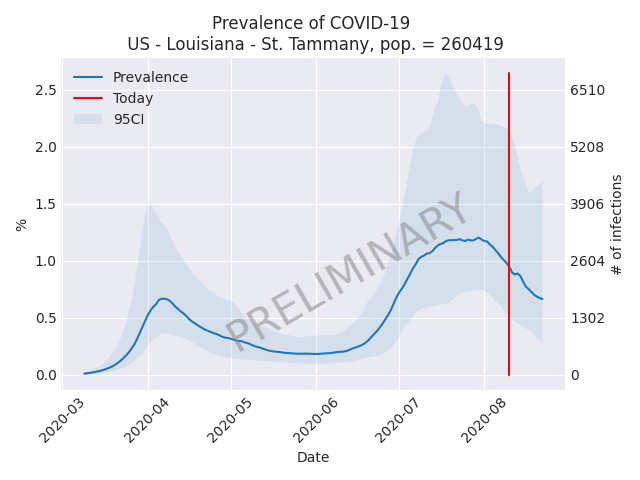 Prevalence of COVID-19
US - Louisiana - St. Tammany, pop. = 260419
Prevalence
Today
95CI
PRELIMINARY
%
2.5
2.0
1.5
1.0
0.5
0.0
6510
5208
3906
2604
1302
0
# of infections
2020-03
2020-04
2020-05
2020-06
2020-07
2020-08
Date